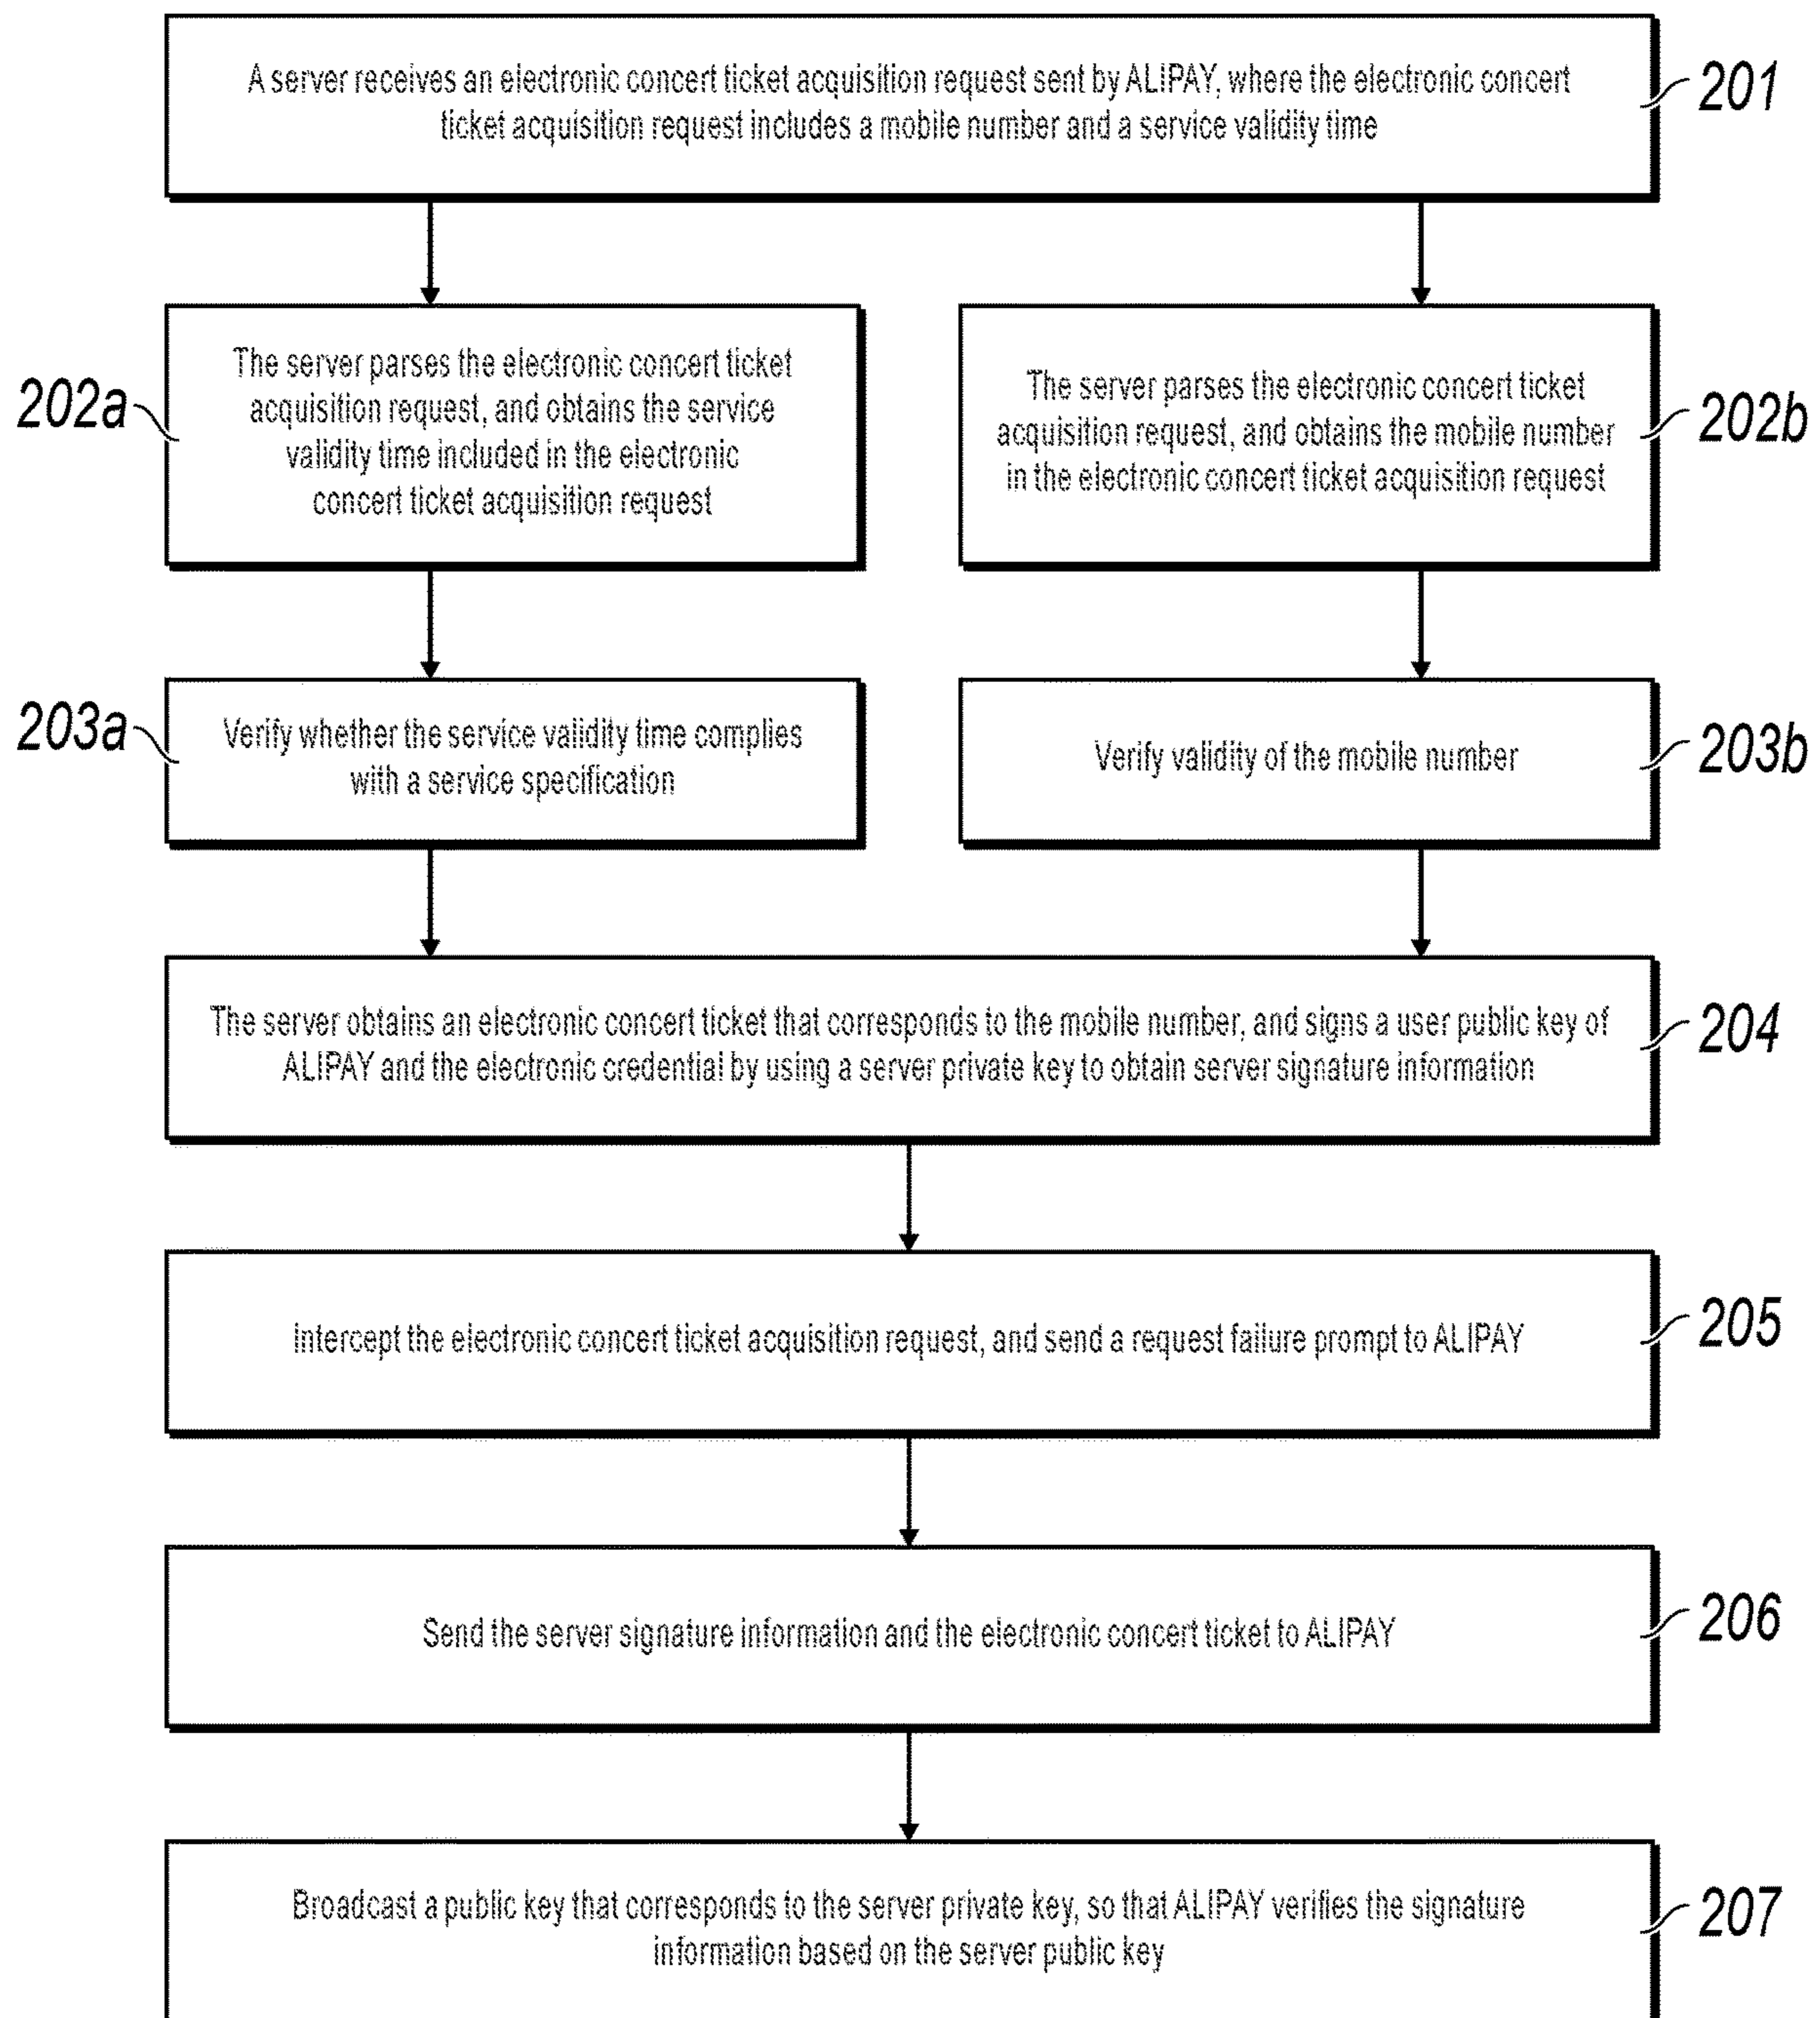 A server receives an electronic concert ticket acquisition request sent by ALIPAY, where the electronic concert
ticket acquisition request includes a mobile number and a service validity time
201
The server parses the electronic concert ticket
acquisition request, and obtains the service
validity time included in the electronic
concert ticket acquisition request
202a
The server parses the electronic concert ticket
acquisition request, and obtains the mobile number
in the electronic concert ticket acquisition request
202b
Verify whether the service validity time complies
with a service specification
203a
Verify validity of the mobile number
203b
The server obtains an electronic concert ticket that corresponds to the mobile number, and signs a user public key of
ALIPAY and the electronic credential by using a server private key to obtain server signature information
204
Intercept the electronic concert ticket acquisition request, and send a request failure prompt to ALIPAY
205
Send the server signature information and the electronic concert ticket to ALIPAY
206
Broadcast a public key that corresponds to the server private key, so that ALIPAY verifies the signature
information based on the server public key
207